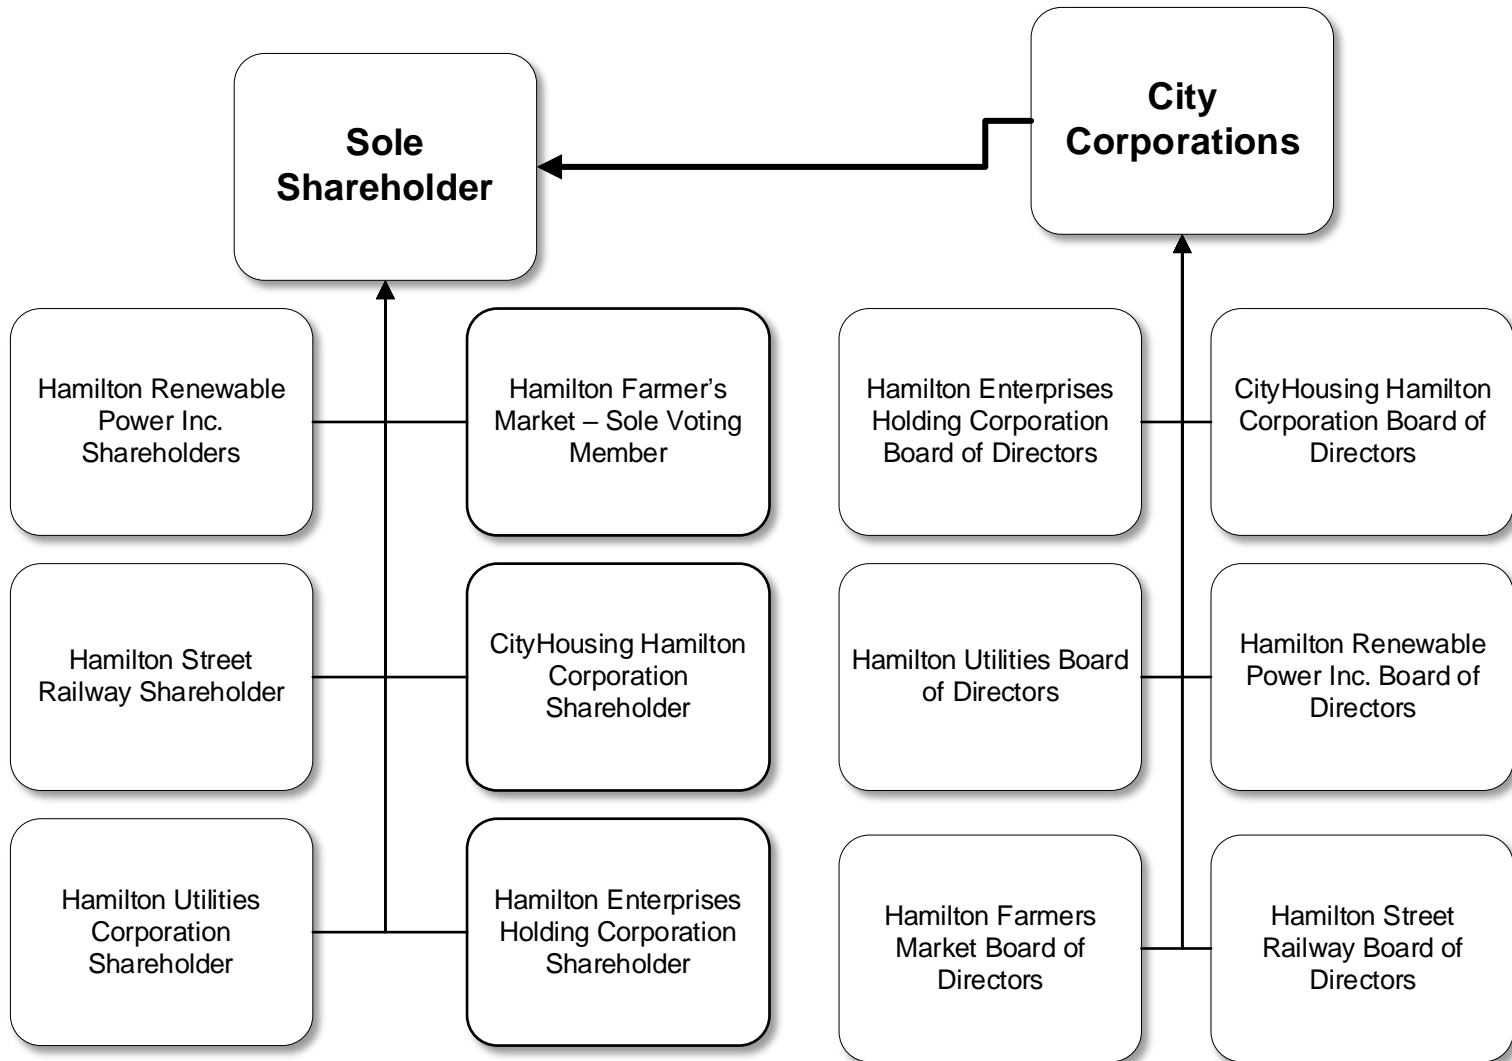 Sole
Shareholder
City
Corporations
Hamilton Renewable
Power Inc.
Shareholders
Hamilton Farmer’s
Market – Sole Voting
Member
Hamilton Enterprises
Holding Corporation
Board of Directors
CityHousing Hamilton
Corporation Board of
Directors
Hamilton Street
Railway Shareholder
CityHousing Hamilton
Corporation
Shareholder
Hamilton Utilities Board
of Directors
Hamilton Renewable
Power Inc. Board of
Directors
Hamilton Utilities
Corporation
Shareholder
Hamilton Enterprises
Holding Corporation
Shareholder
Hamilton Farmers
Market Board of
Directors
Hamilton Street
Railway Board of
Directors